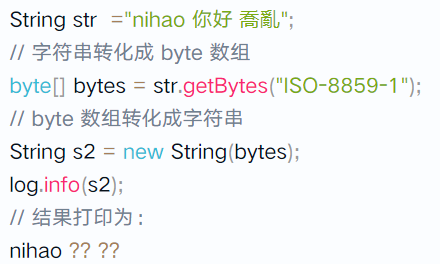 String str  ="nihao 你好 喬亂";
// 字符串转化成 byte 数组
byte[] bytes = str.getBytes("ISO-8859-1");
// byte 数组转化成字符串
String s2 = new String(bytes);
log.info(s2);
// 结果打印为：
nihao ?? ??